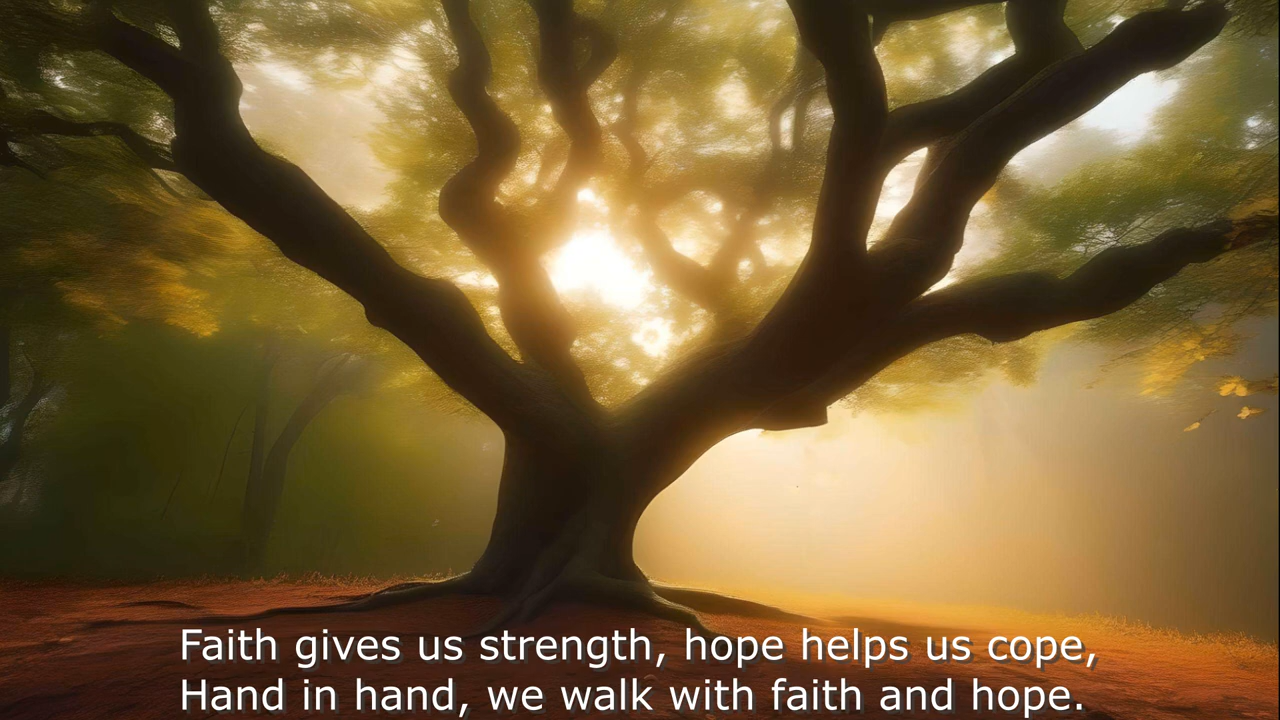 Faith gives us strength, hope helps us cope,
Hand in hand, we walk with faith and hope.